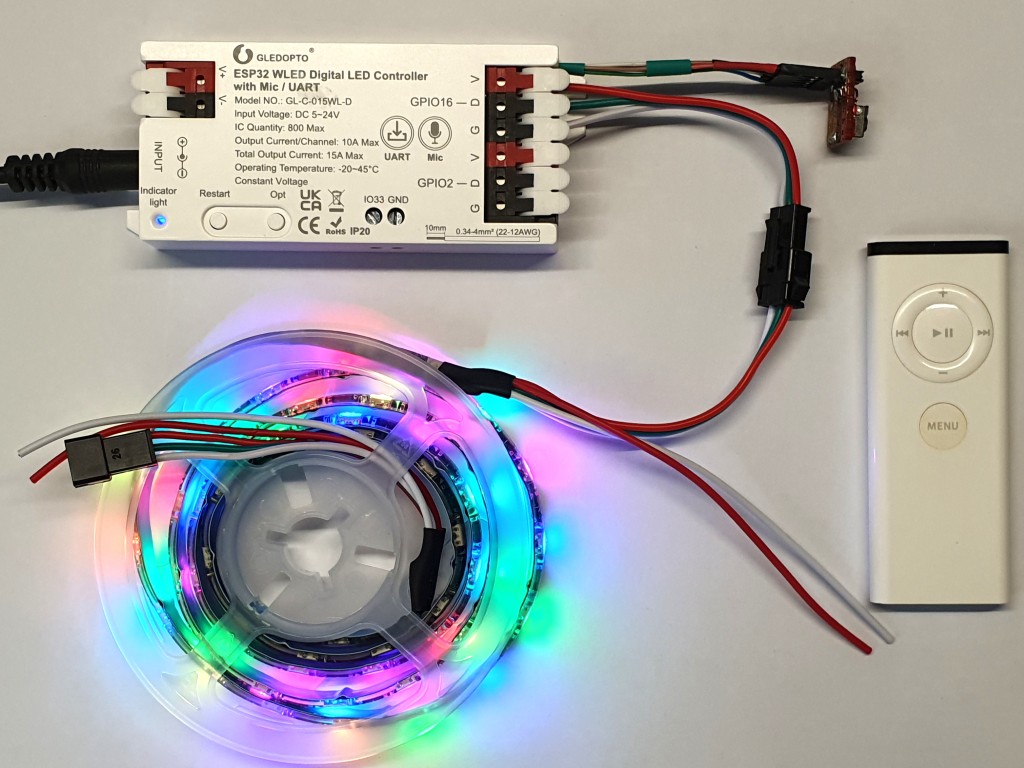 GLEDOPTO®
ESP32 WLED Digital LED Controller
with Mic / UART
Model NO.: GL-C-015WL-D
Input Voltage: DC 5~24V
IC Quantity: 800 Max
Output Current/Channel: 10A Max
Total Output Current: 15A Max
Operating Temperature: -20~45°C
Constant Voltage
V+
V-
INPUT
Indicator
light
Restart
Opt
UART
Mic
UK
CA
CE
RoHS
IP20
IO33 GND
10mm
0.34-4mm² (22-12AWG)
V
GPIO16 — D
G
V
GPIO2 — D
G
26
MENU